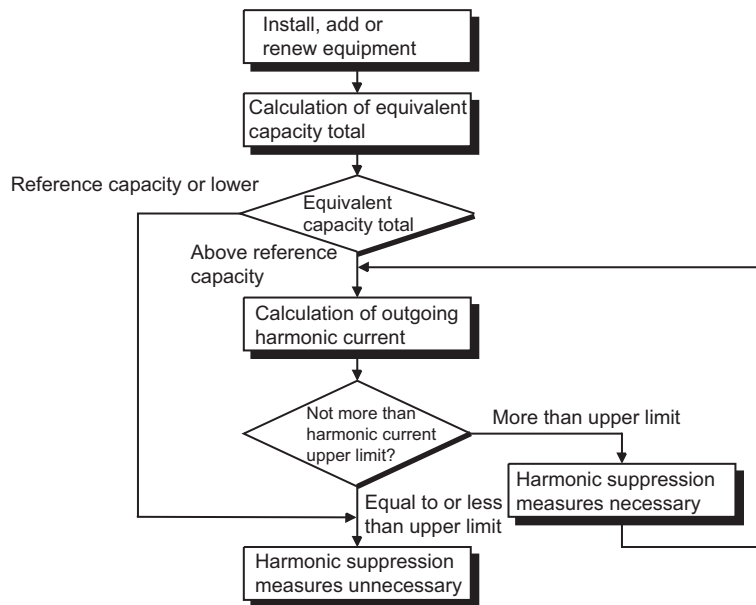 Install, add or
renew equipment
Calculation of equivalent
capacity total
Reference capacity or lower
Equivalent
capacity total
Above reference
capacity
Calculation of outgoing
harmonic current
Not more than
harmonic current
upper limit?
More than upper limit
Harmonic suppression
measures necessary
Equal to or less
than upper limit
Harmonic suppression
measures unnecessary